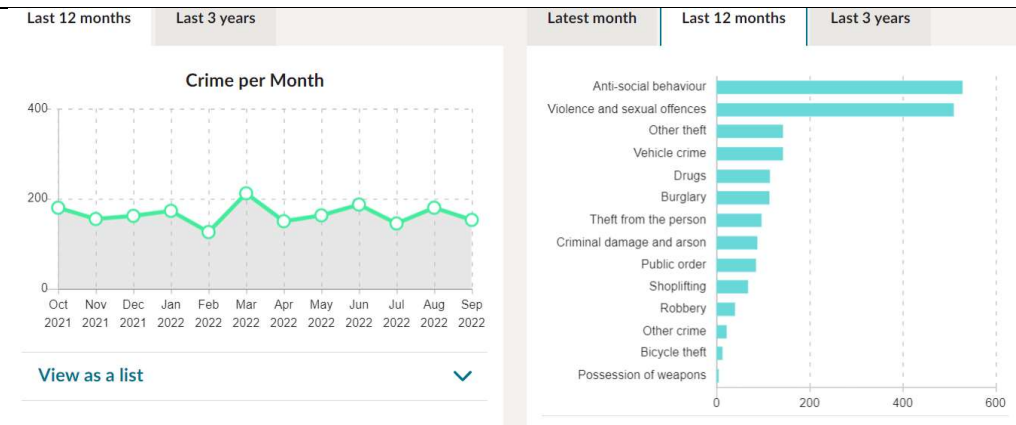 Last 12 months Last 3 years
Crime per Month
400
200
0
Oct Nov Dec Jan Feb Mar Apr May Jun Jul Aug Sep
2021 2021 2021 2022 2022 2022 2022 2022 2022 2022 2022 2022
View as a list
Latest month Last 12 months Last 3 years
Anti-social behaviour
Violence and sexual offences
Other theft
Vehicle crime
Drugs
Burglary
Theft from the person
Criminal damage and arson
Public order
Shoplifting
Robbery
Other crime
Bicycle theft
Possession of weapons
0 200 400 600